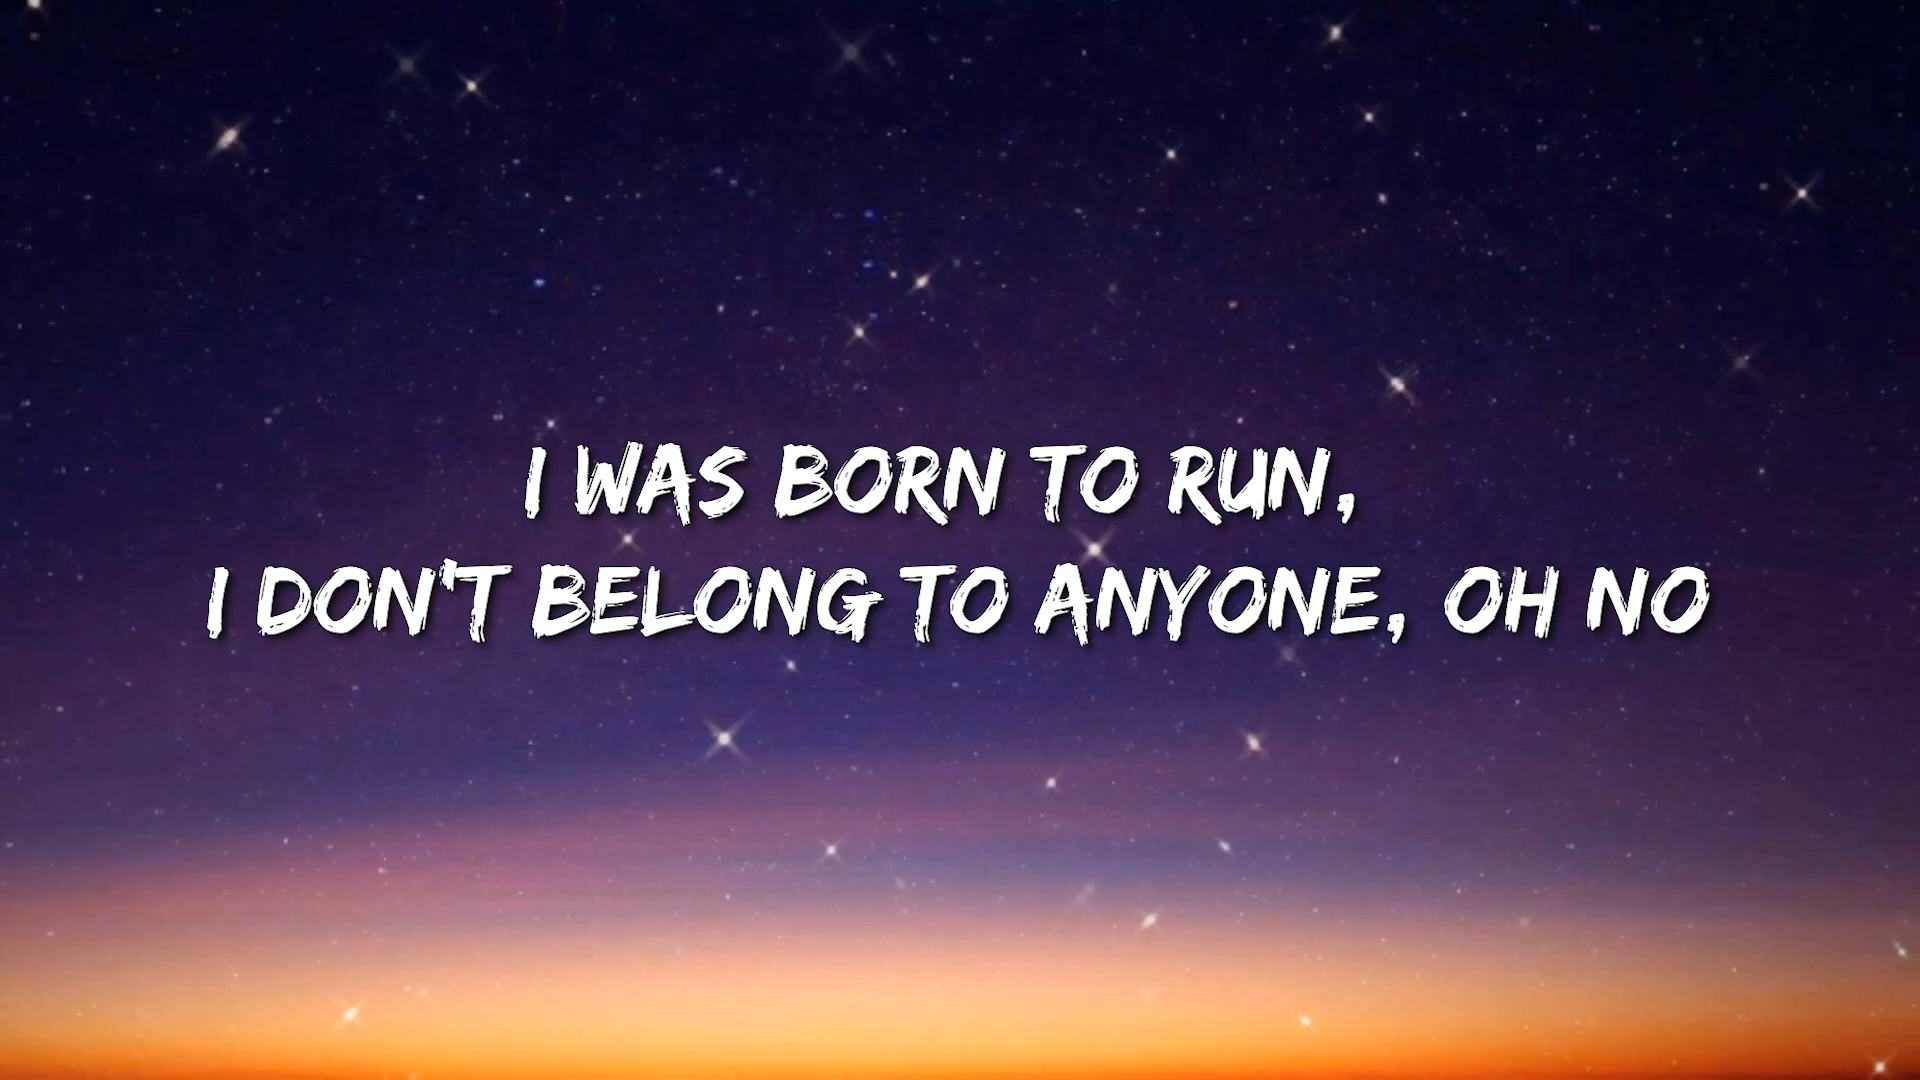 I WAS BORN TO RUN,
I DON'T BELONG TO ANYONE, OH NO